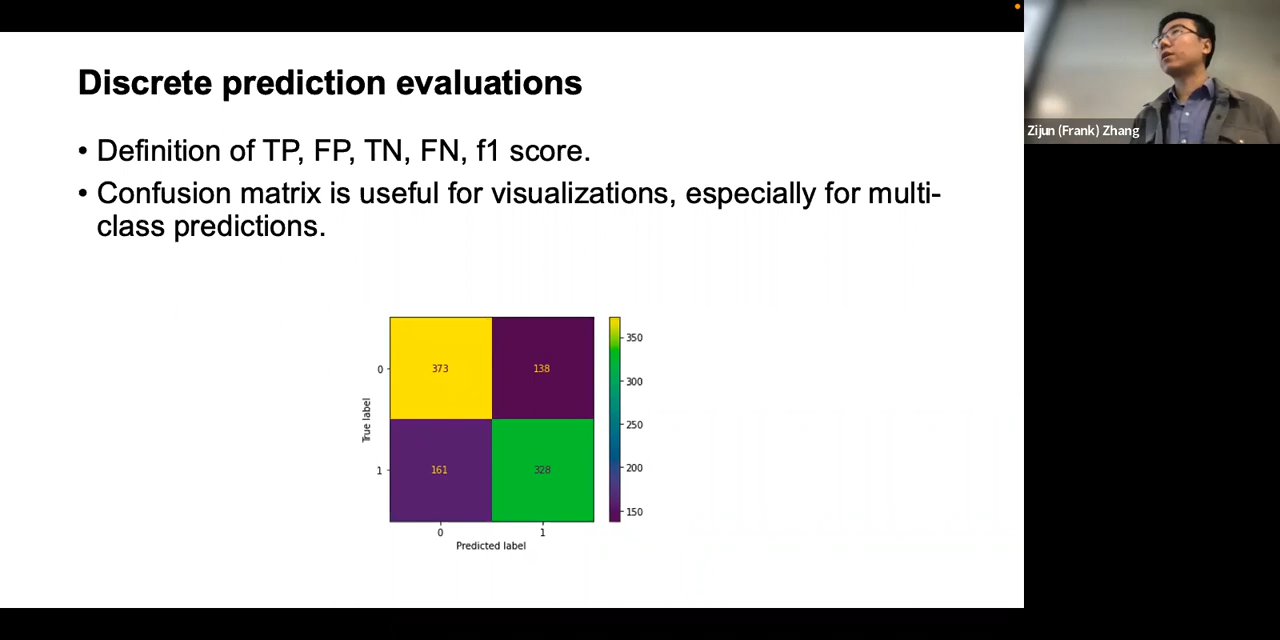 Discrete prediction evaluations
• Definition of TP, FP, TN, FN, f1 score.
• Confusion matrix is useful for visualizations, especially for multi-
class predictions.
Zijun (Frank) Zhang
373
138
161
328
0
1
True label
0
1
Predicted label
350
300
250
200
150